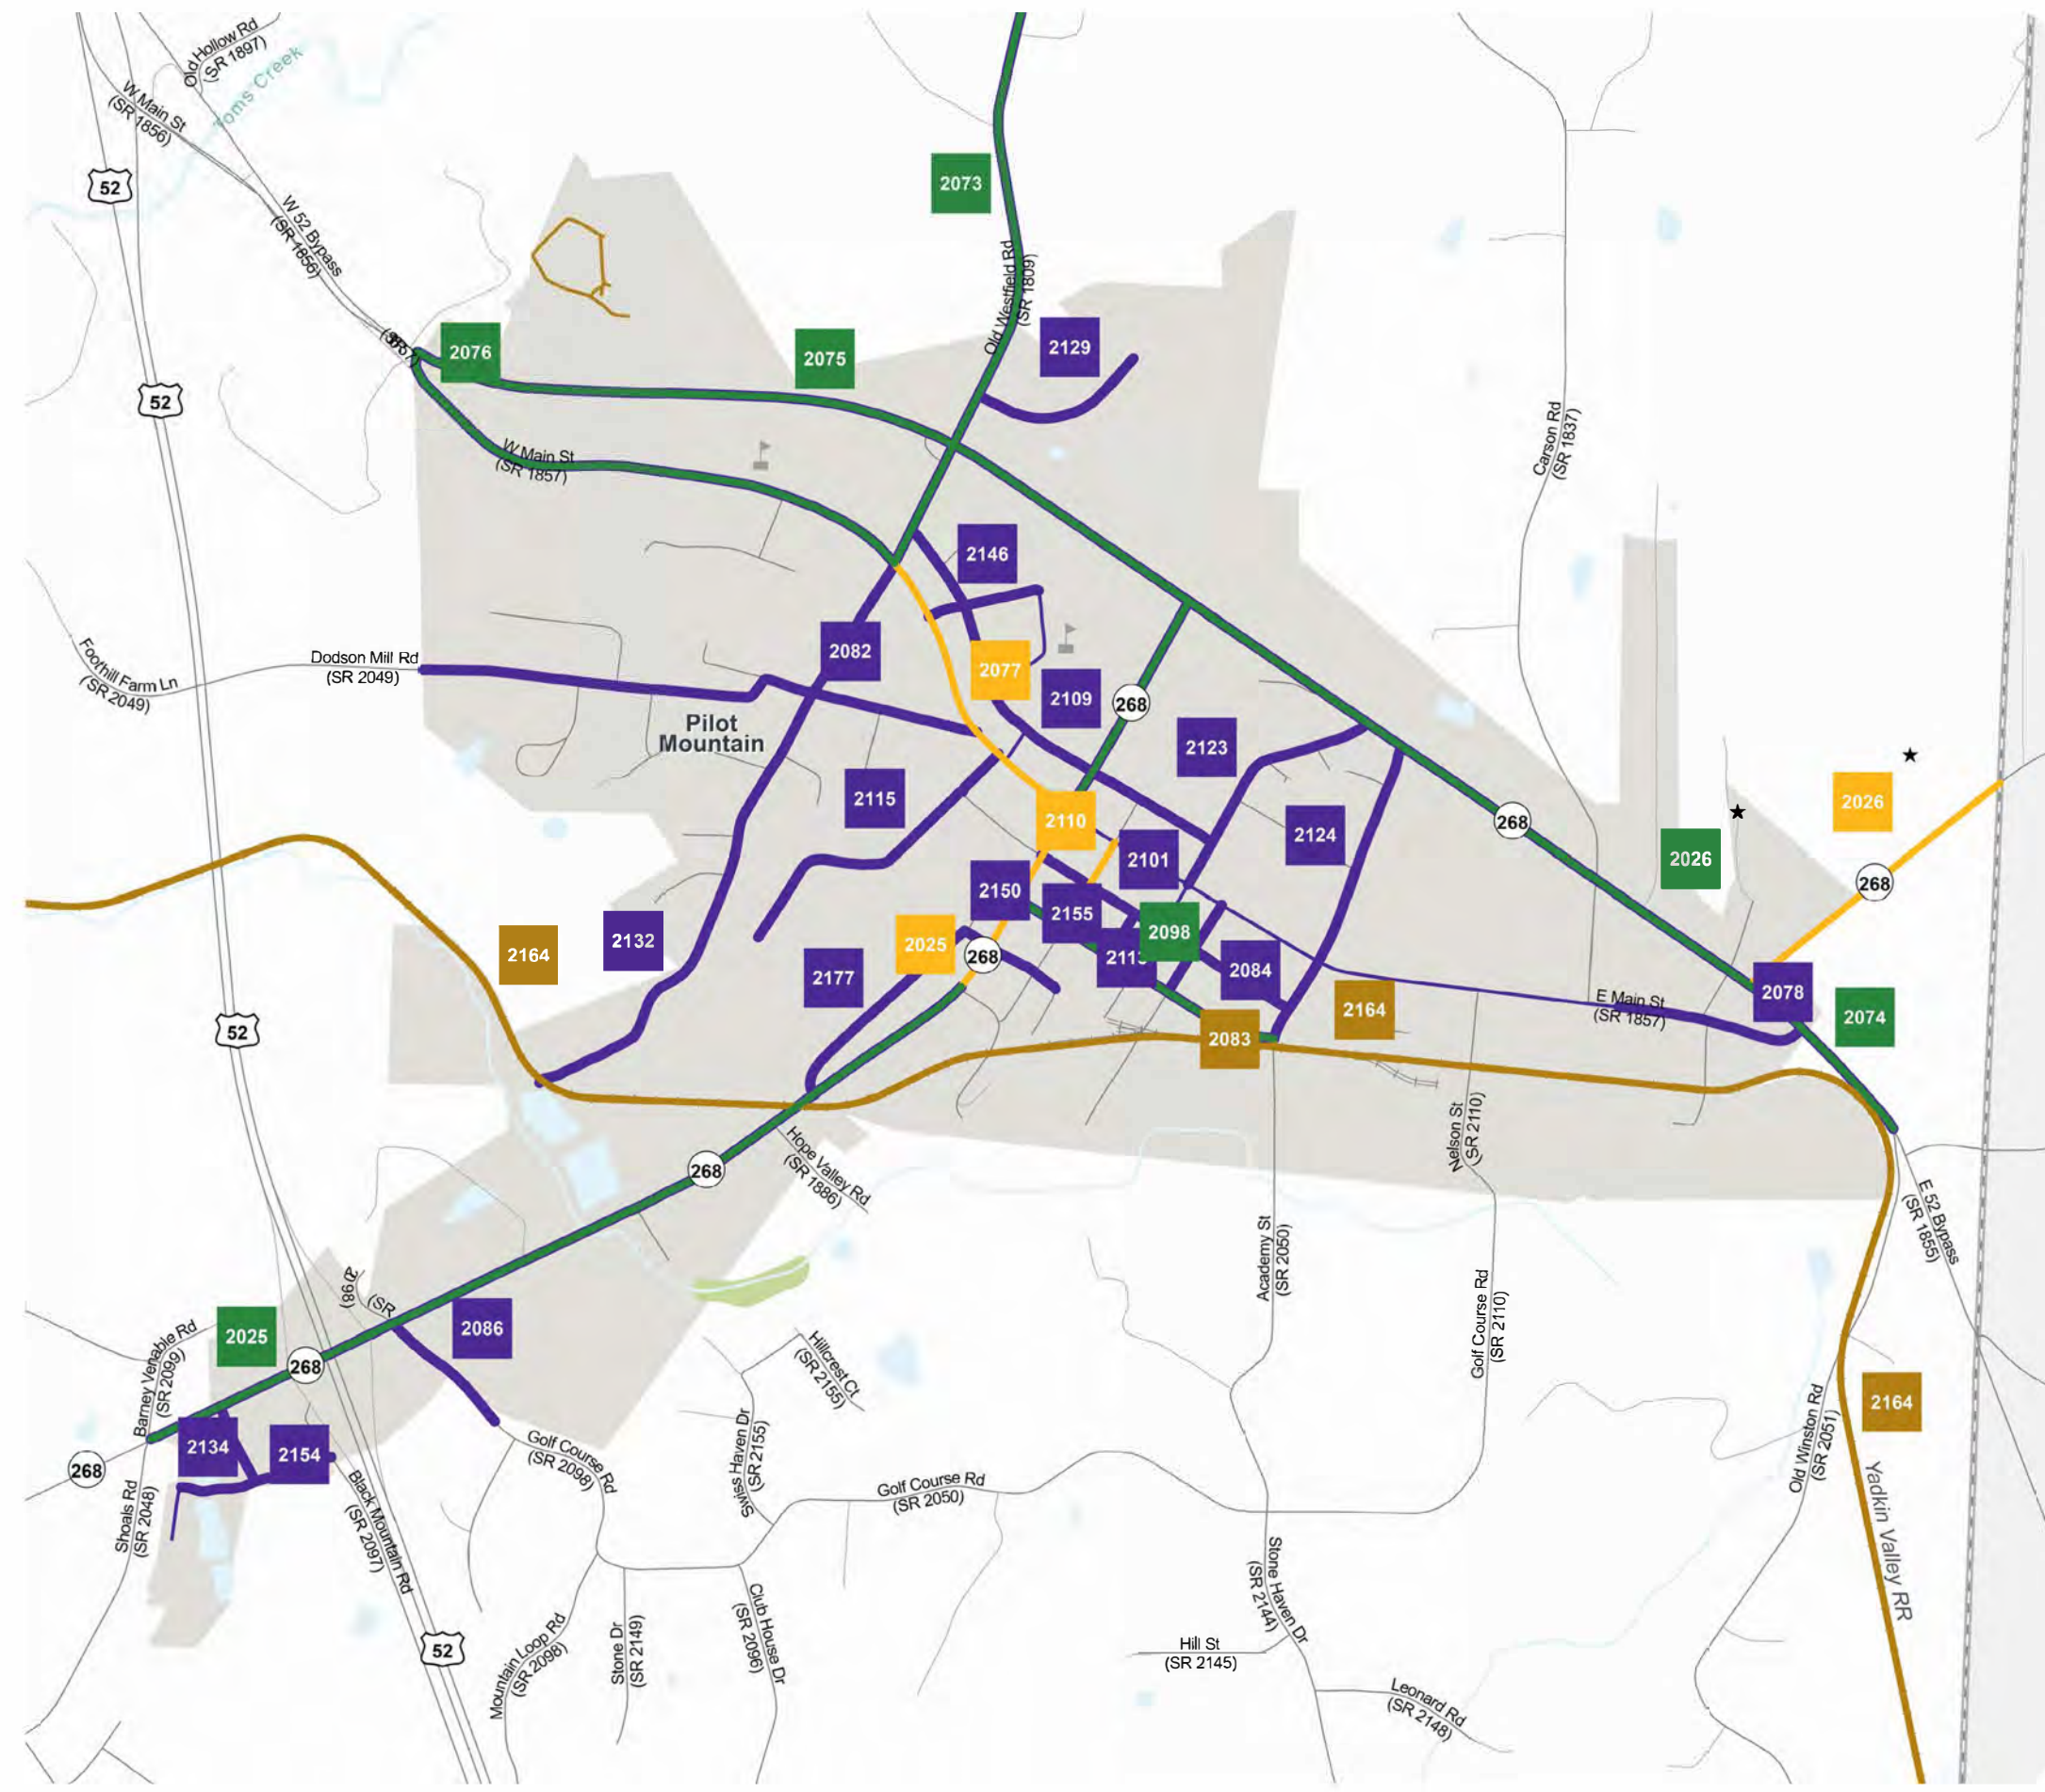 Old Hollow Rd
(SR 1897)
Toms Creek
W Main St
(SR 1856)
52
2073
W 52 Bypass
(SR 1856)
Old Westfield Rd
(SR 1809)
2076
2075
2129
52
W Main St
(SR 1857)
Carson Rd
(SR 1837)
2146
Foothill Farm Ln
(SR 2049)
Dodson Mill Rd
(SR 2049)
2082
2077
2109
268
Pilot
Mountain
2123
2115
2110
2124
268
2026
2026
2101
268
2150
2155
2098
2164
2132
2025
268
2113
2084
2177
2078
2164
E Main St
(SR 1857)
2074
52
2083
Nelson St
(SR 2110)
Hope Valley Rd
(SR 1886)
268
E 52 Bypass
(SR 1855)
Academy St
(SR 2050)
Golf Course Rd
(SR 2110)
(SR
2098)
2025
2086
268
Barney Venable Rd
(SR 2099)
Hillcrest Ct
(SR 2155)
2164
Old Winston Rd
(SR 2051)
2134
2154
268
Swiss Haven Dr
(SR 2155)
Golf Course Rd
(SR 2098)
Golf Course Rd
(SR 2050)
Shoals Rd
(SR 2048)
Black Mountain Rd
(SR 2097)
Yadkin Valley RR
Stone Haven Dr
(SR 2144)
Mountain Loop Rd
(SR 2098)
Stone Dr
(SR 2149)
Club House Dr
(SR 2096)
52
Hill St
(SR 2145)
Leonard Rd
(SR 2148)